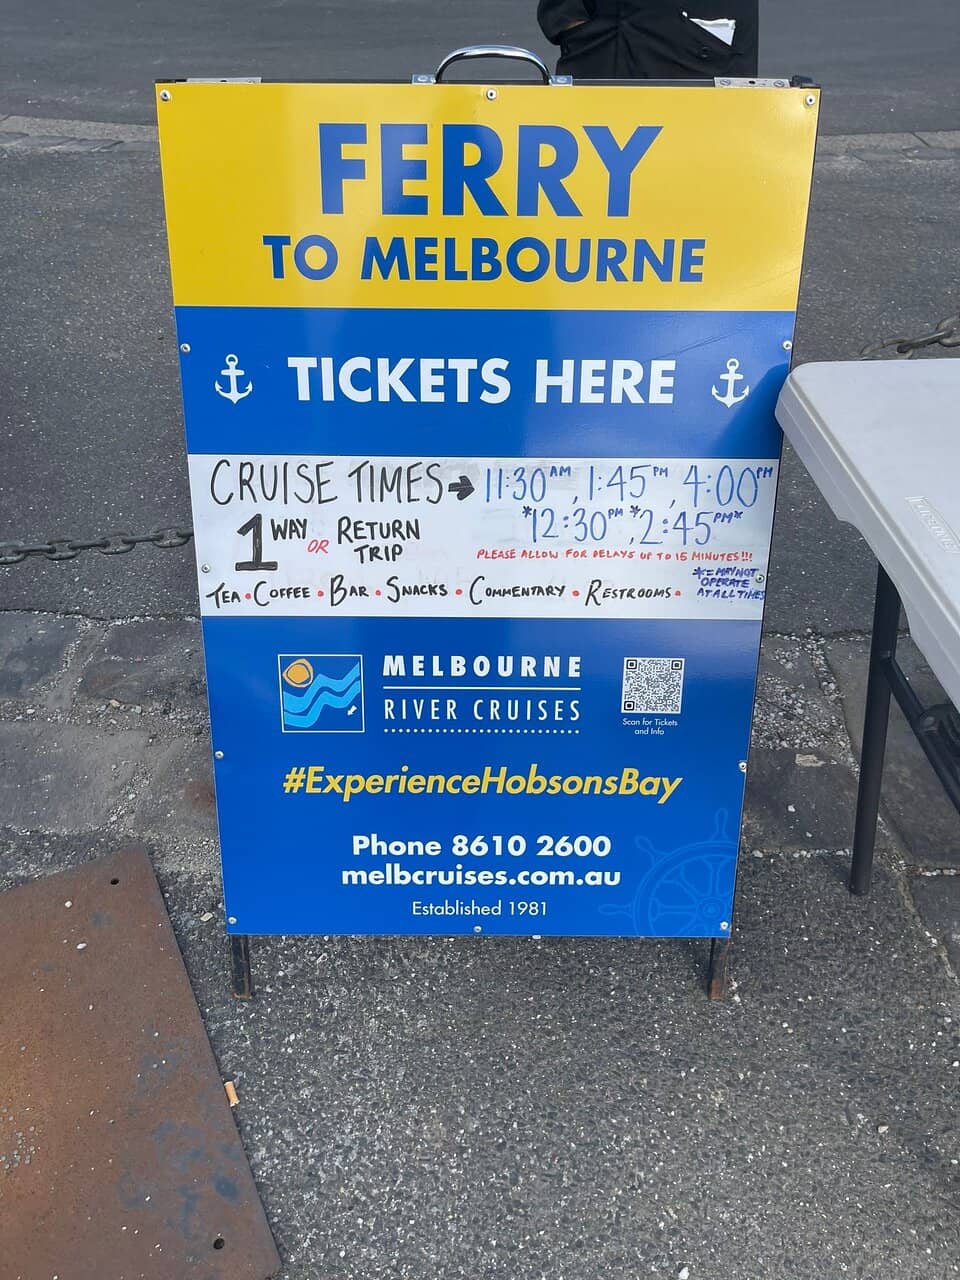 FERRY
TO MELBOURNE
TICKETS HERE
CRUISE TIMES → 11:30AM, 1:45PM, 4:00PM
*12:30PM, *2:45PM*
1 WAY OR RETURN TRIP
PLEASE ALLOW FOR DELAYS UP TO 15 MINUTES!!!
TEA • COFFEE • BAR • SNACKS • COMMENTARY • RESTROOMS •
*= MAY NOT
OPERATE
AT ALL TIMES
MELBOURNE
RIVER CRUISES
Scan for Tickets
and Info
#ExperienceHobsonsBay
Phone 8610 2600
melbcruises.com.au
Established 1981